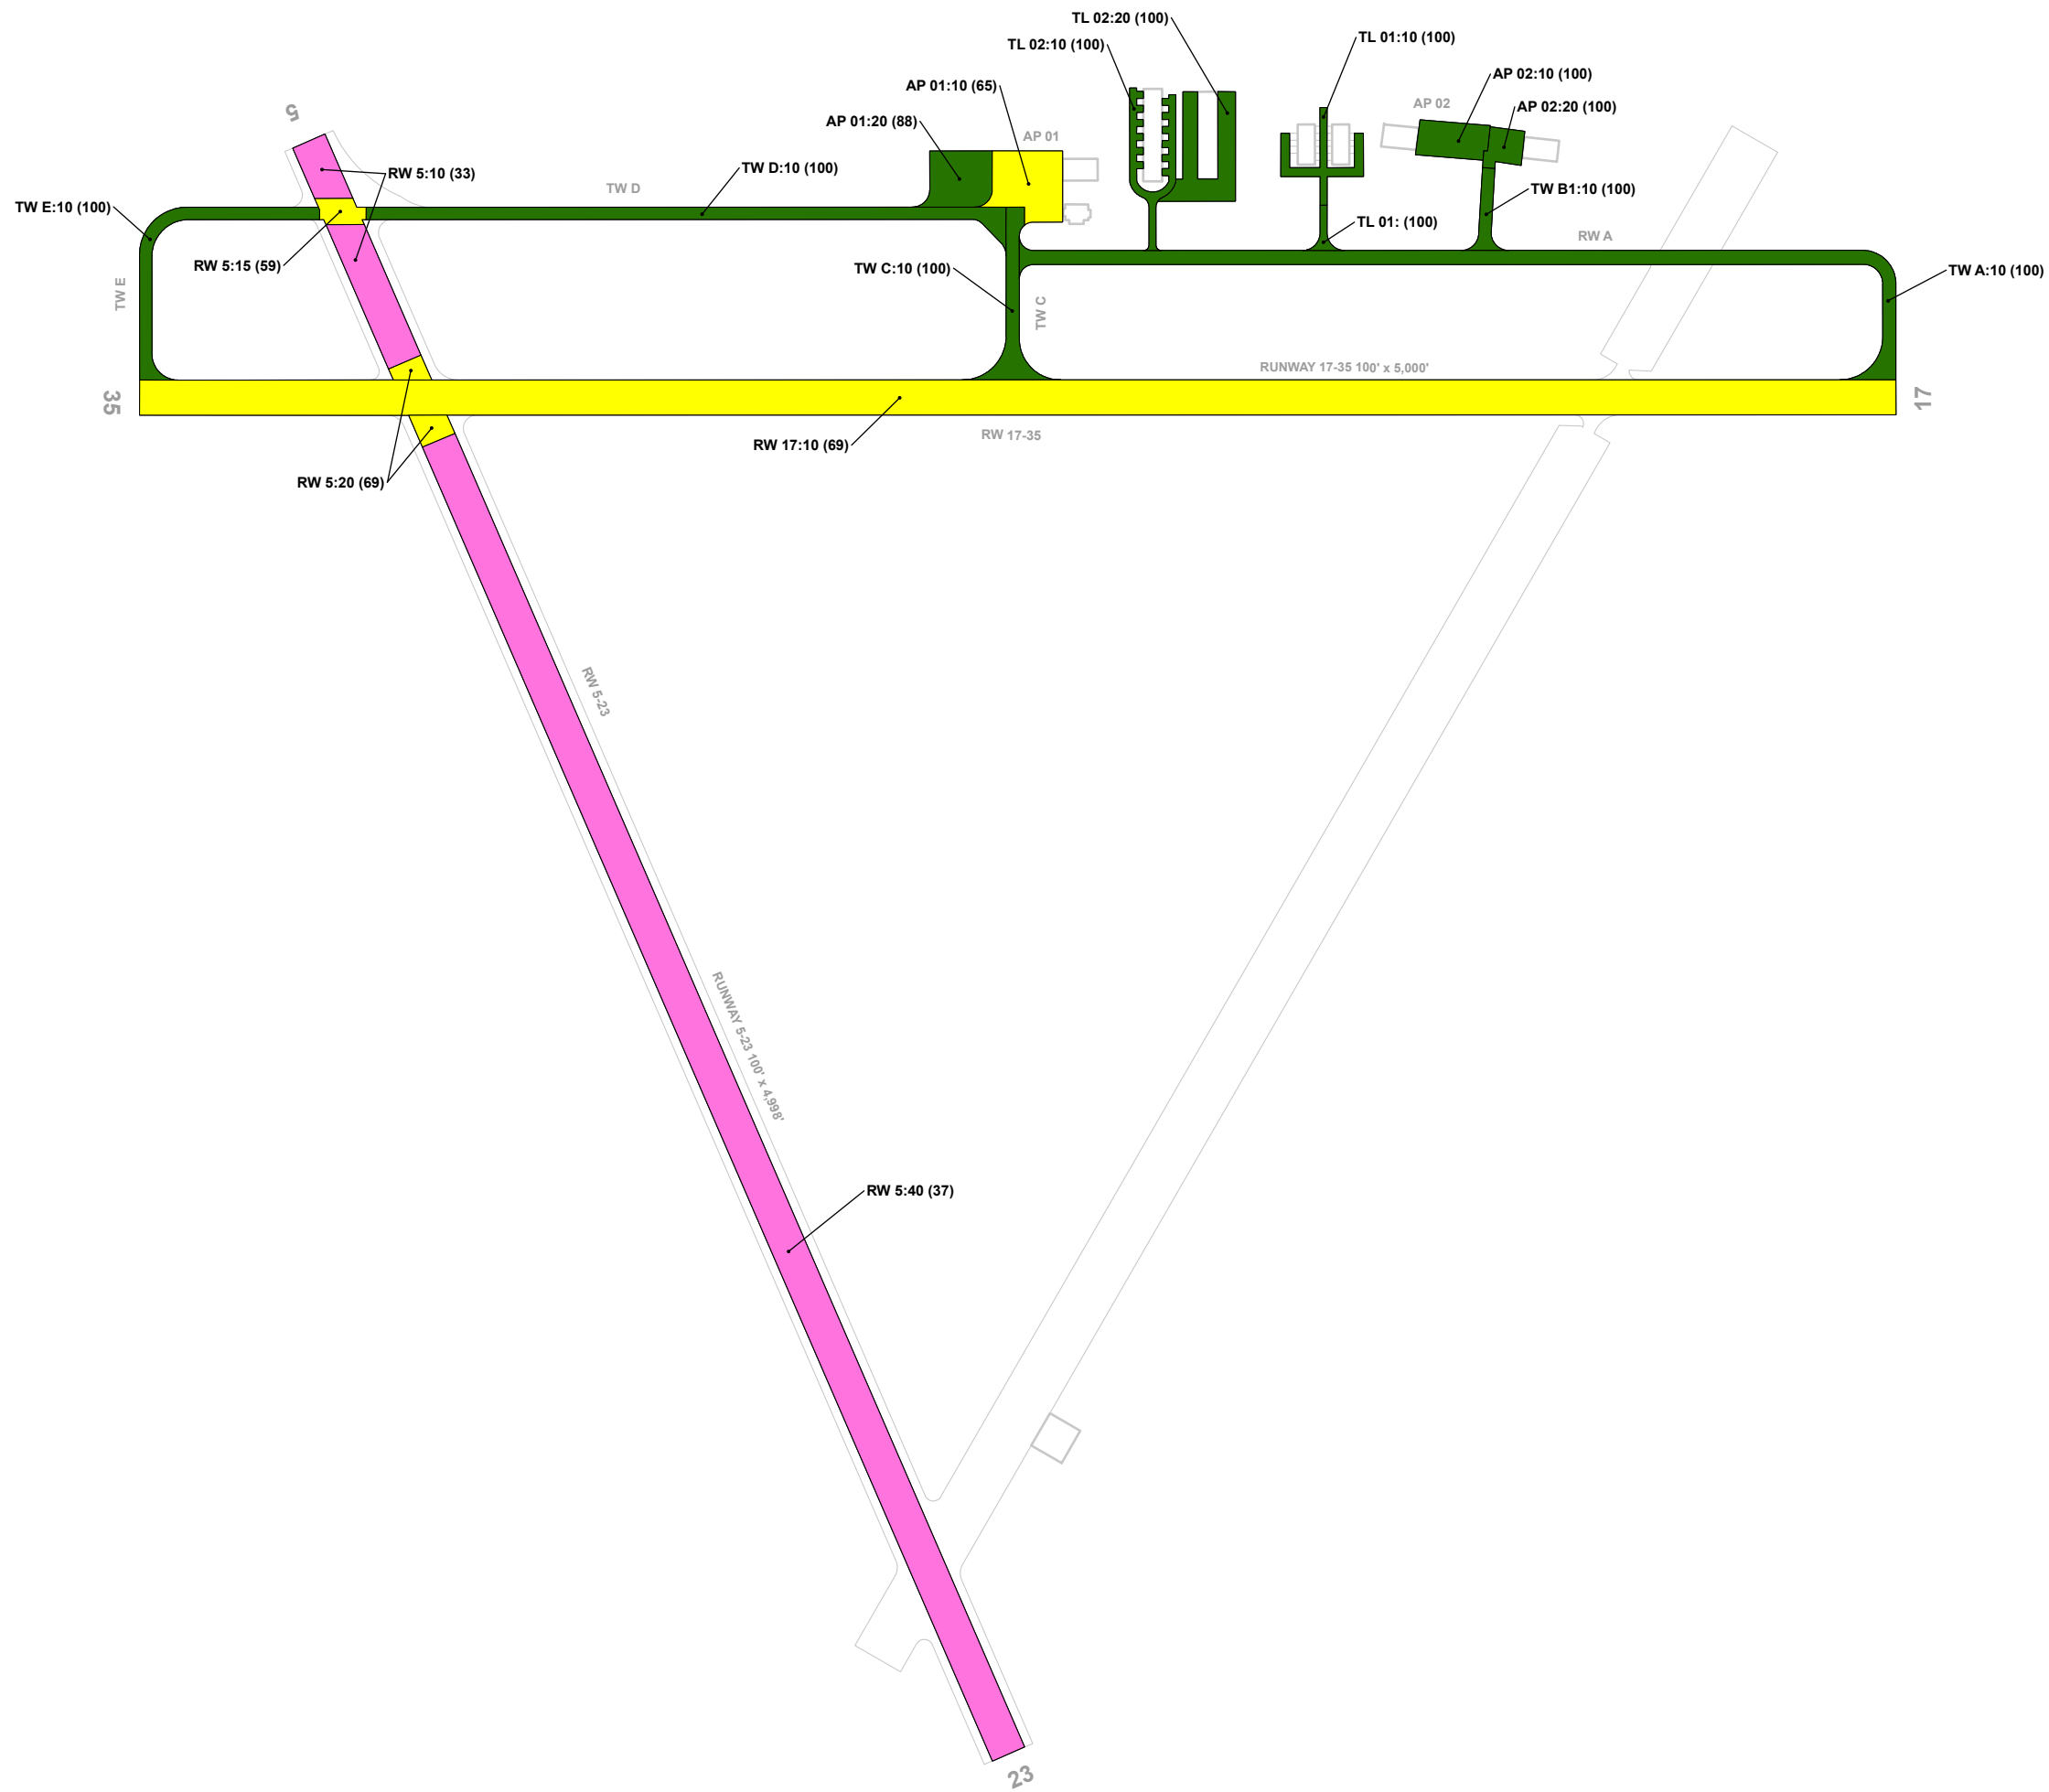 TL 02:20 (100)
TL 02:10 (100)
TL 01:10 (100)
AP 02:10 (100)
AP 01:10 (65)
AP 02
AP 02:20 (100)
5
AP 01:20 (88)
AP 01
TW D:10 (100)
RW 5:10 (33)
TW D
TW B1:10 (100)
TW E:10 (100)
TL 01: (100)
RW A
RW 5:15 (59)
TW C:10 (100)
TW A:10 (100)
TW E
TW C
RUNWAY 17-35 100' x 5,000'
35
17
RW 17-35
RW 17:10 (69)
RW 5:20 (69)
RW 5-23
RUNWAY 5-23 100' x 4,998'
RW 5:40 (37)
23